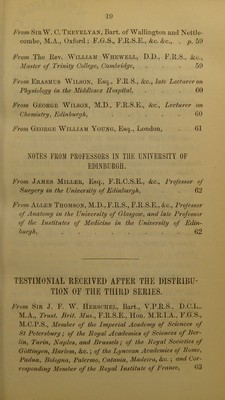 19
From Sir W. C. Trevelyan, Bart. of Wallington and Nettle-
combe, M.A., Oxford; F.G.S., F.R.S.E., &c. &c., . p. 59
From The Rev. William Whewell, D.D., F.R.S., &c.,
Master of Trinity College, Cambridge, . . . . 59
From Erasmus Wilson, Esq., F.R.S., &c., late Lecturer on
Physiology in the Middlesex Hospital, . . . 60
From George Wilson, M.D., F.R.S.E., &c., Lecturer on
Chemistry, Edinburgh, . . . . . 60
From George William Young, Esq., London, . 61
NOTES FROM PROFESSORS IN THE UNIVERSITY OF
EDINBURGH.
From James Miller, Esq., F.R.C.S.E., &c., Professor of
Surgery in the University of Edinburgh, . . . 62
From Allen Thomson, M.D., F.R.S., F.R.S.E., &c., Professor
of Anatomy in the University of Glasgow, and late Professor
of the Institutes of Medicine in the University of Edin-
burgh, . . . . . . . 62
TESTIMONIAL RECEIVED AFTER THE DISTRIBU-
TION OF THE THIRD SERIES.
From Sir J. F. W. Herschel, Bart., V.P.R.S., D.C.L.,
M.A., Trust. Brit. Mus., F.R.S.E., Hon. M.R.I.A., F.G.S.,
M.C.P.S., Member of the Imperial Academy of Sciences of
St Petersburg; of the Royal Academies of Sciences of Ber-
lin, Turin, Naples, and Brussels; of the Royal Societies of
Göttingen, Harlem, &c.; of the Lyncean Academies of Rome,
Padua, Bologna, Palermo, Catania, Modena, &c.; and Cor-
responding Member of the Royal Institute of France, 63